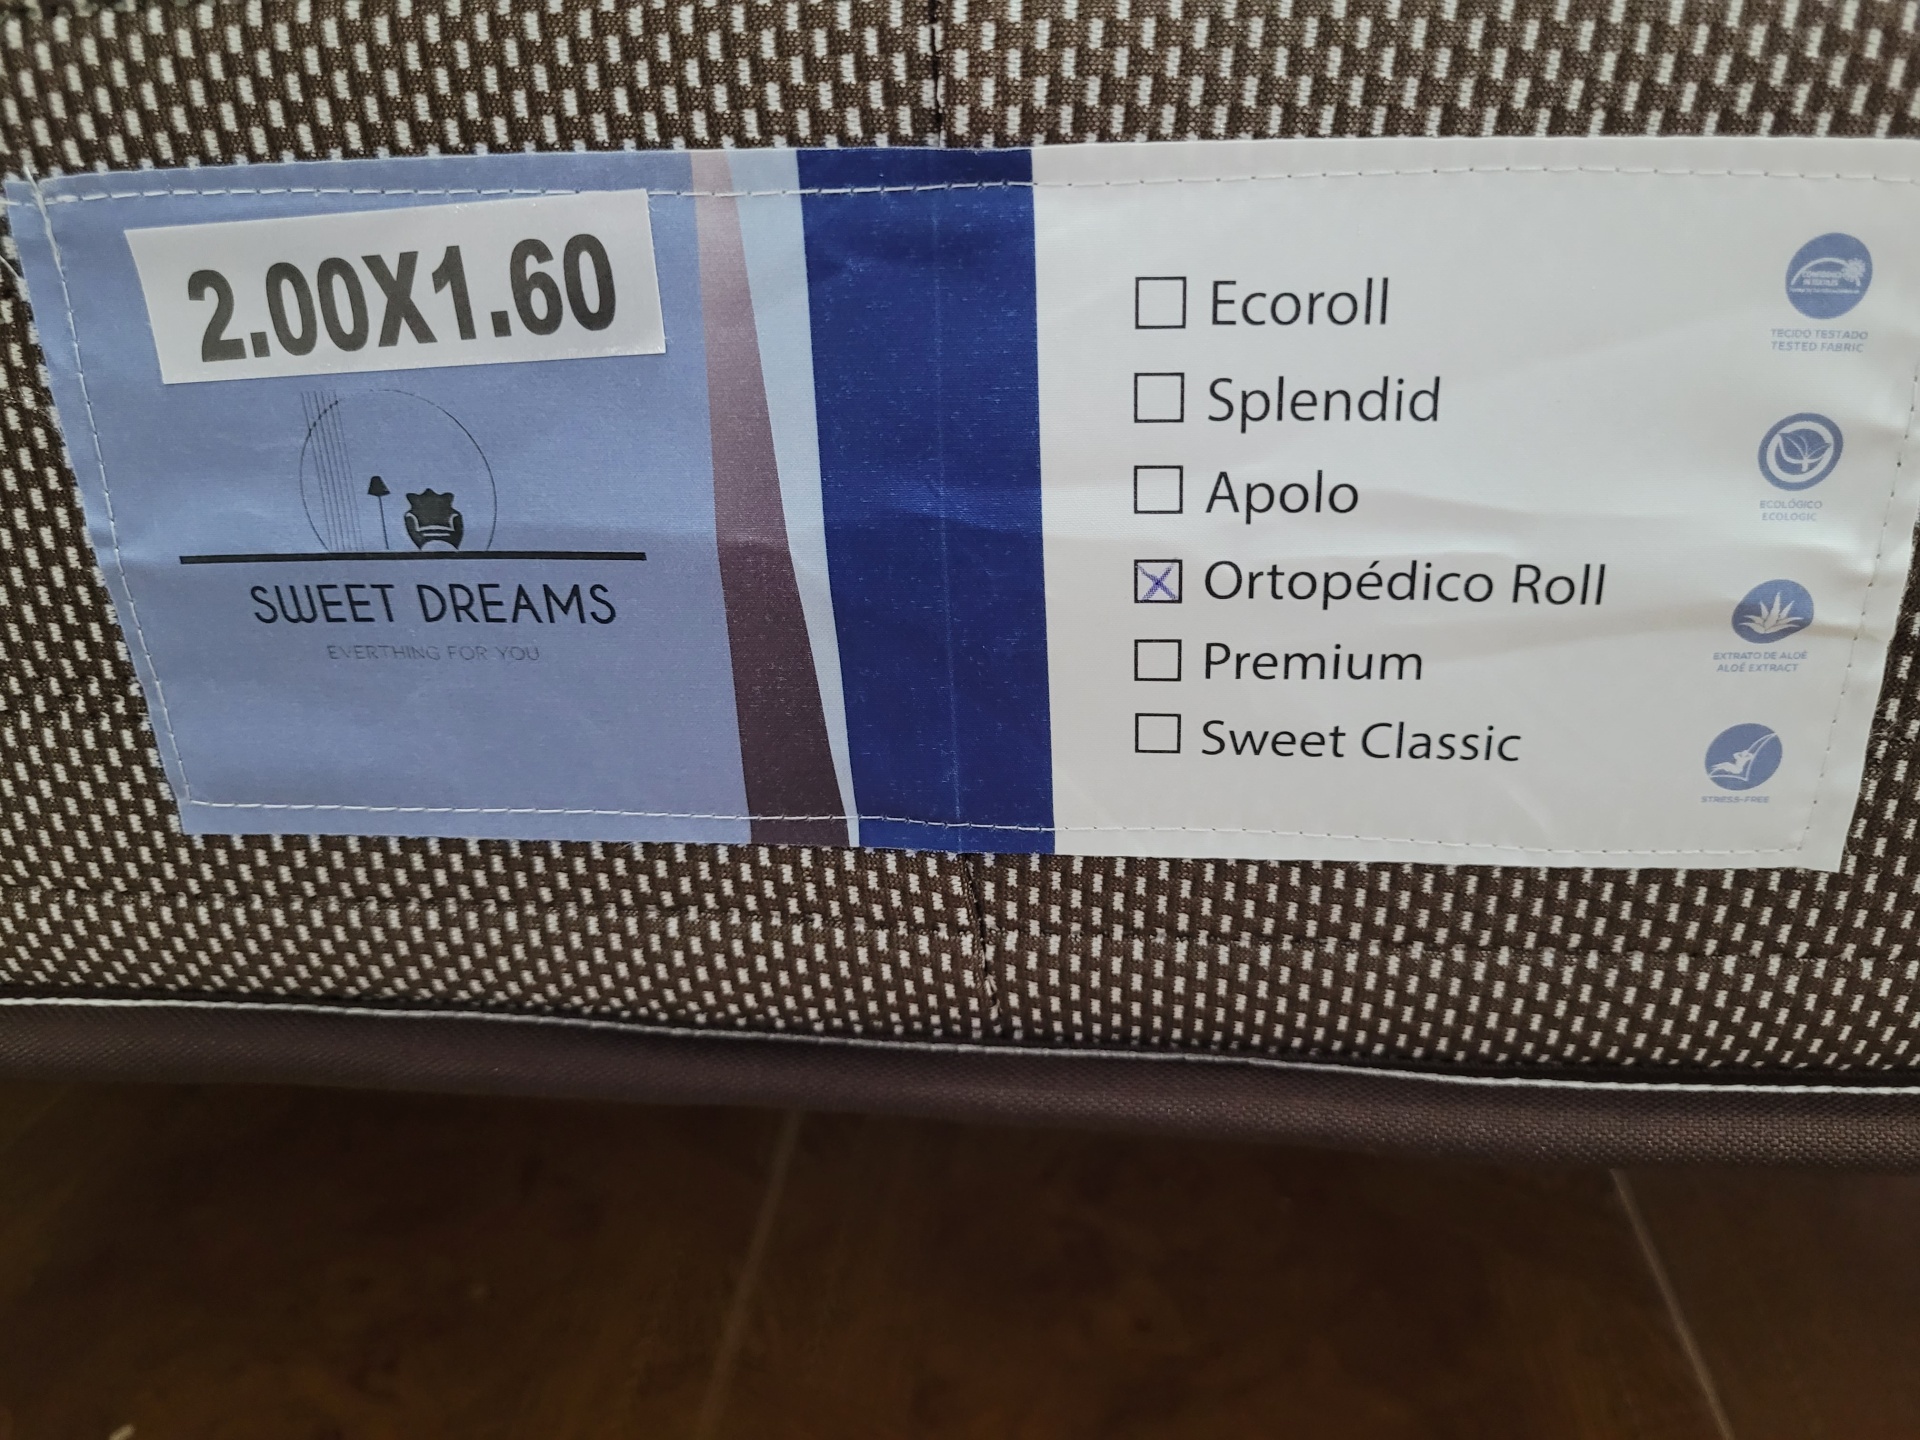 2.00X1.60
SWEET DREAMS
EVERTHING FOR YOU
Ecoroll
Splendid
Apolo
Ortopédico Roll
Premium
Sweet Classic
TECIDO TESTADO
TESTED FABRIC
ECOLÓGICO
ECOLOGIC
EXTRATO DE ALOÉ
ALOÉ EXTRACT
STRESS-FREE